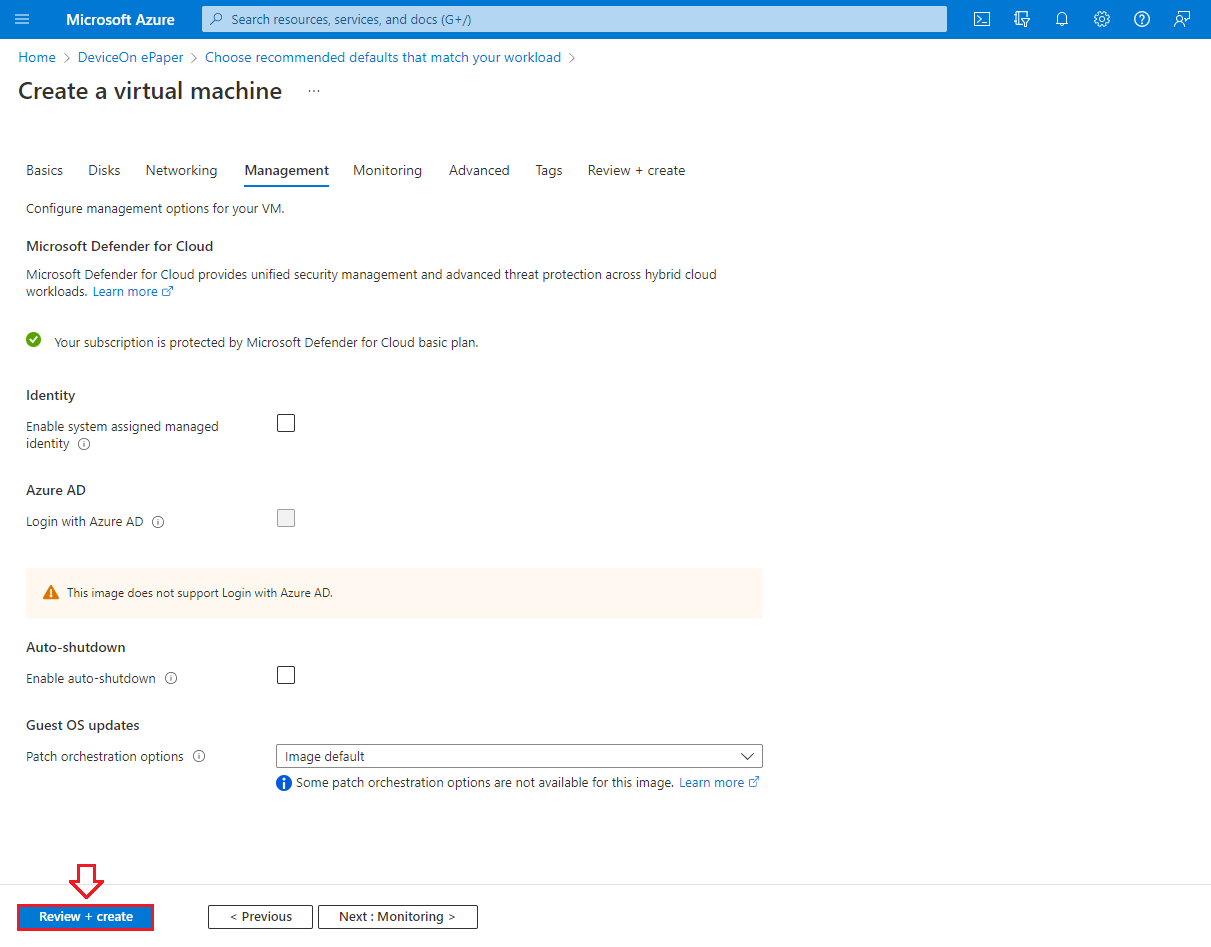 Microsoft Azure
Search resources, services, and docs (G+/)
Home > DeviceOn ePaper > Choose recommended defaults that match your workload >
Create a virtual machine ...
Basics Disks Networking Management Monitoring Advanced Tags Review + create
Configure management options for your VM.
Microsoft Defender for Cloud
Microsoft Defender for Cloud provides unified security management and advanced threat protection across hybrid cloud
workloads. Learn more
Your subscription is protected by Microsoft Defender for Cloud basic plan.
Identity
Enable system assigned managed
identity
Azure AD
Login with Azure AD
This image does not support Login with Azure AD.
Auto-shutdown
Enable auto-shutdown
Guest OS updates
Patch orchestration options
Image default
Some patch orchestration options are not available for this image. Learn more
Review + create
< Previous
Next : Monitoring >